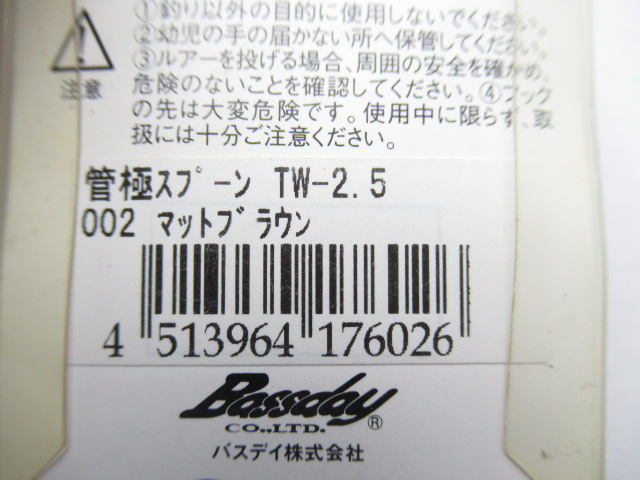 ①釣り以外の目的に使用しないでください。
②幼児の手の届かない所へ保管してください。
③ルアーを投げる場合、周囲の安全を確かめ、
危険のないことを確認してください。④フック
の先は大変危険です。使用中に限らず、取
扱には十分ご注意ください。
注意
管極ｽﾌﾟｰﾝ TW-2.5
002 ﾏｯﾄﾌﾞﾗｳﾝ
4 513964 176026
Bassday®
CO.,LTD.
バスデイ株式会社